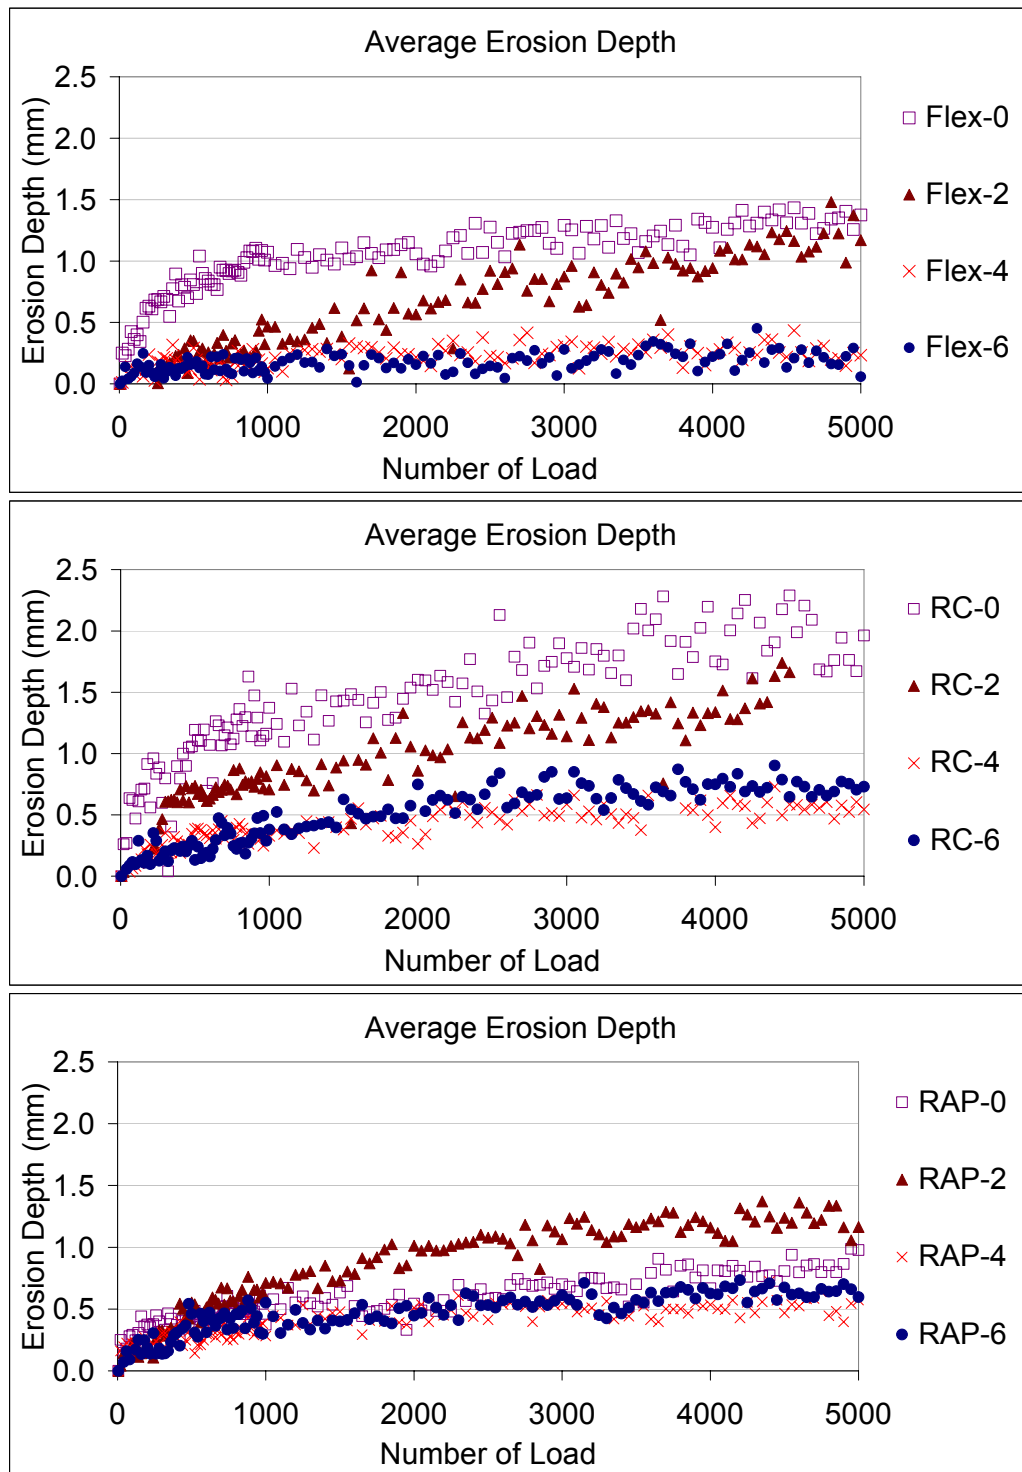 Average Erosion Depth
Erosion Depth (mm)
2.5
2.0
1.5
1.0
0.5
0.0
0 1000 2000 3000 4000 5000
Number of Load
Flex-0
Flex-2
Flex-4
Flex-6
Average Erosion Depth
Erosion Depth (mm)
2.5
2.0
1.5
1.0
0.5
0.0
0 1000 2000 3000 4000 5000
Number of Load
RC-0
RC-2
RC-4
RC-6
Average Erosion Depth
Erosion Depth (mm)
2.5
2.0
1.5
1.0
0.5
0.0
0 1000 2000 3000 4000 5000
Number of Load
RAP-0
RAP-2
RAP-4
RAP-6